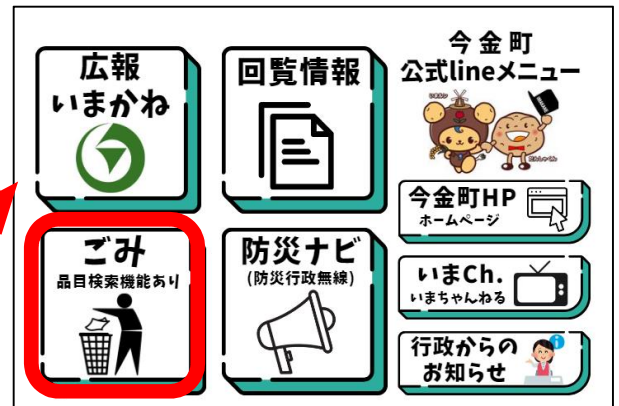 広報
いまかね
回覧情報
今金町
公式lineメニュー
今金町HP
ホームページ
ごみ
品目検索機能あり
防災ナビ
(防災行政無線)
いまCh.
いまちゃんねる
行政からの
お知らせ